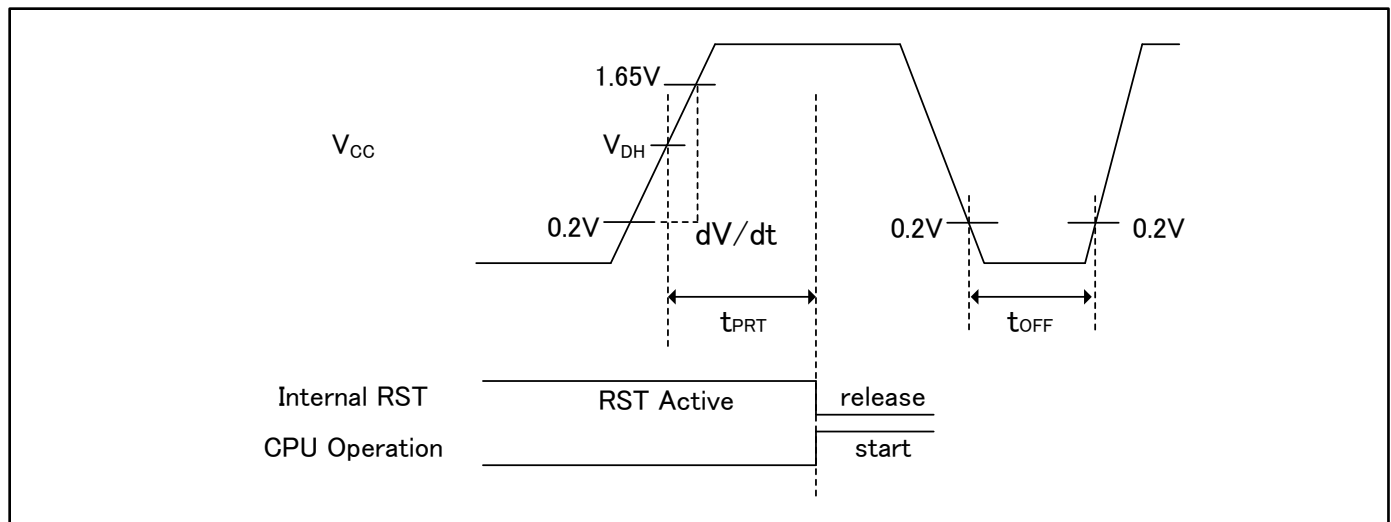 1.65V
VCC
VDH
0.2V
dV/dt
0.2V
0.2V
tPRT
tOFF
Internal RST
RST Active
release
CPU Operation
start